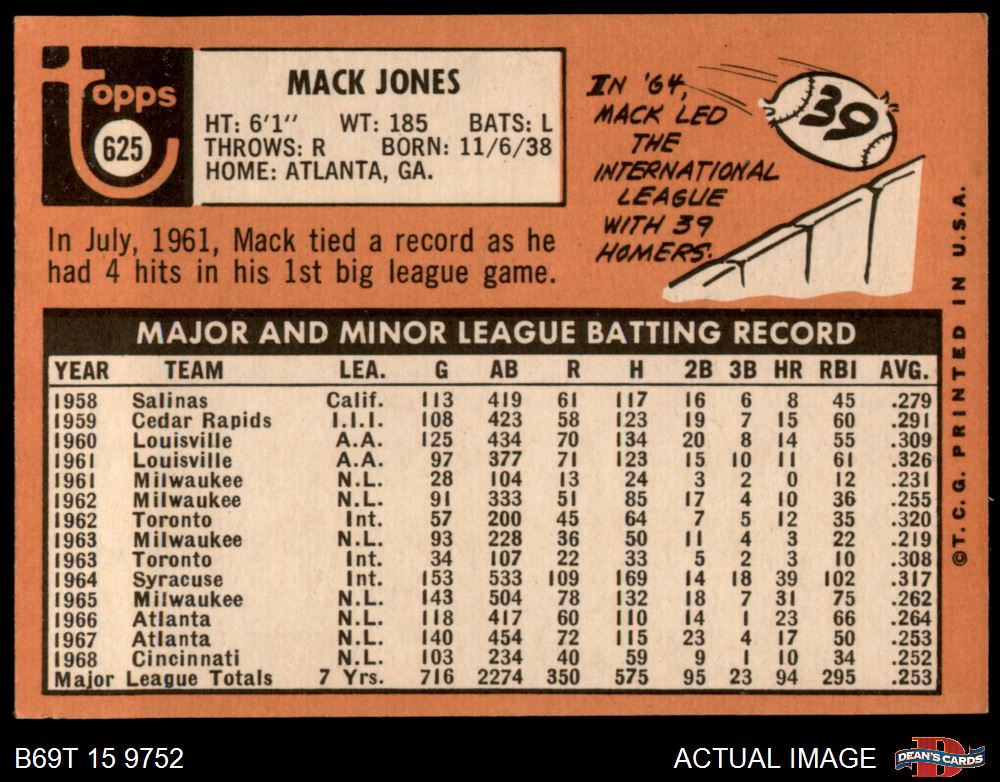 Topps
625
MACK JONES
HT: 6'1" WT: 185 BATS: L
THROWS: R BORN: 11/6/38
HOME: ATLANTA, GA.
In July, 1961, Mack tied a record as he
had 4 hits in his 1st big league game.
IN '64,
MACK LED
THE
INTERNATIONAL
LEAGUE
WITH 39
HOMERS.
39
MAJOR AND MINOR LEAGUE BATTING RECORD
YEAR TEAM LEA. G AB R H 2B 3B HR RBI AVG.
1958 Salinas Calif. 113 419 61 117 16 6 8 45 .279
1959 Cedar Rapids I.I.I. 108 423 58 123 19 7 15 60 .291
1960 Louisville A.A. 125 434 70 134 20 8 14 55 .309
1961 Louisville A.A. 97 377 71 123 15 10 11 61 .326
1961 Milwaukee N.L. 28 104 13 24 3 2 0 12 .231
1962 Milwaukee N.L. 91 333 51 85 17 4 10 36 .255
1962 Toronto Int. 57 200 45 64 7 5 12 35 .320
1963 Milwaukee N.L. 93 228 36 50 11 4 3 22 .219
1963 Toronto Int. 34 107 22 33 5 2 3 10 .308
1964 Syracuse Int. 153 533 109 169 14 18 39 102 .317
1965 Milwaukee N.L. 143 504 78 132 18 7 31 75 .262
1966 Atlanta N.L. 118 417 60 110 14 1 23 66 .264
1967 Atlanta N.L. 140 454 72 115 23 4 17 50 .253
1968 Cincinnati N.L. 103 234 40 59 9 1 10 34 .252
Major League Totals 7 Yrs. 716 2274 350 575 95 23 94 295 .253
©T. C. G. PRINTED IN U.S.A.
B69T 15 9752
ACTUAL IMAGE
DEAN'S CARDS